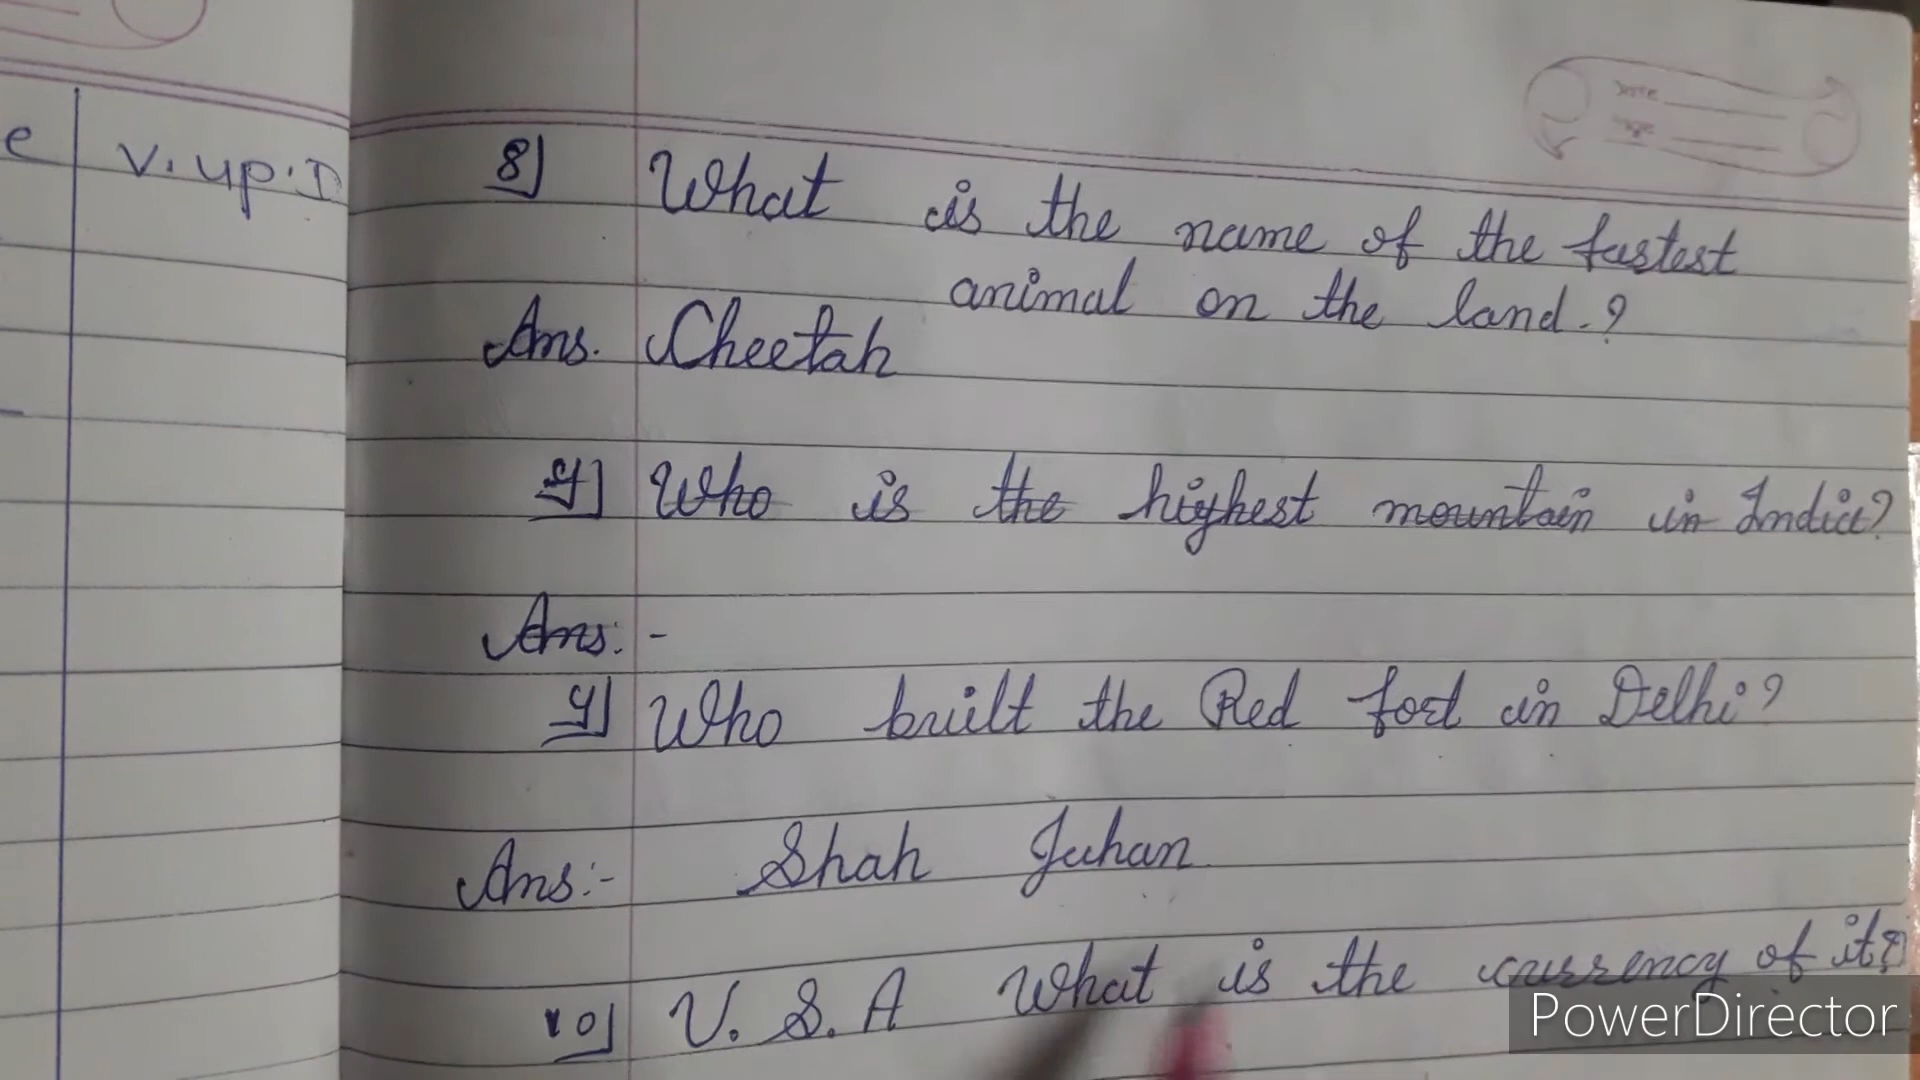 e
V. up. D
8] What is the name of the fastest
animal on the land.?
Ans. Cheetah
9] Who is the highest mountain in India?
Ans:-
9] Who built the Red fort in Delhi?
Ans:- Shah Jahan
10] U. S. A What is the currency of it?
Date
Page
PowerDirector